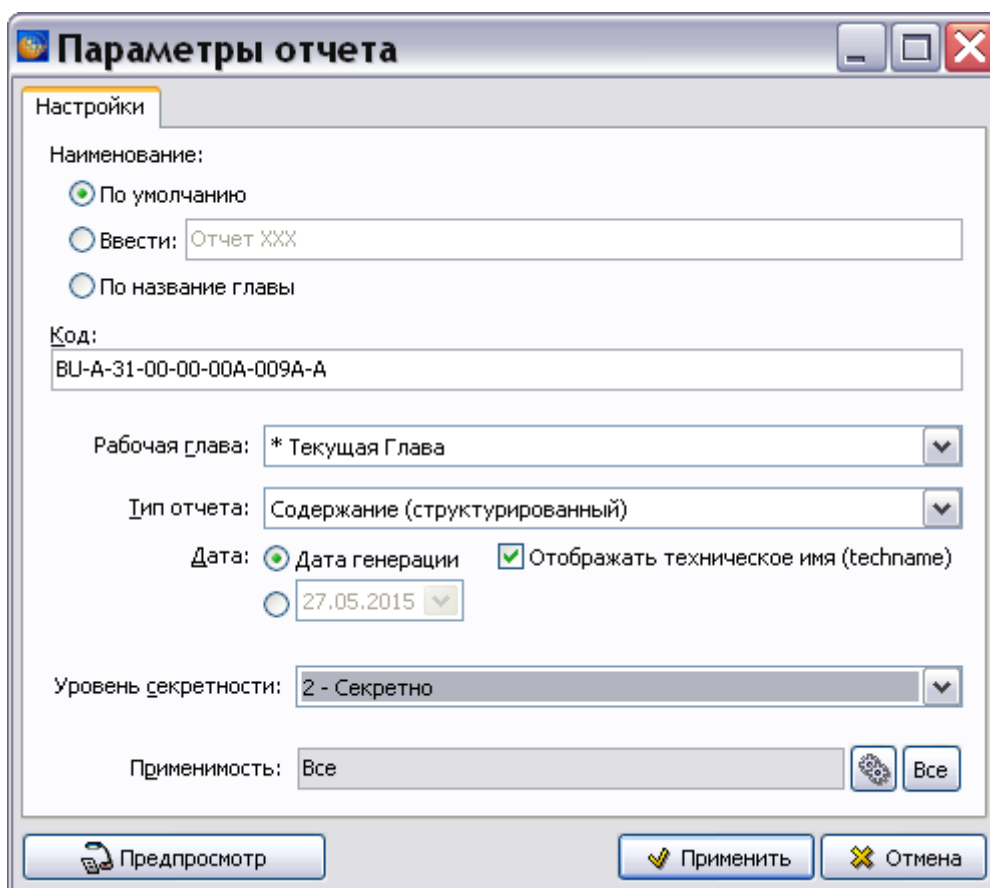 Параметры отчета
Настройки
Наименование:
По умолчанию
Ввести: Отчет XXX
По название главы
Код:
BU-A-31-00-00-00A-009A-A
Рабочая глава: * Текущая Глава
Тип отчета: Содержание (структурированный)
Дата: Дата генерации Отображать техническое имя (techname)
27.05.2015
Уровень секретности: 2 - Секретно
Применимость: Все Все
Предпросмотр Применить Отмена